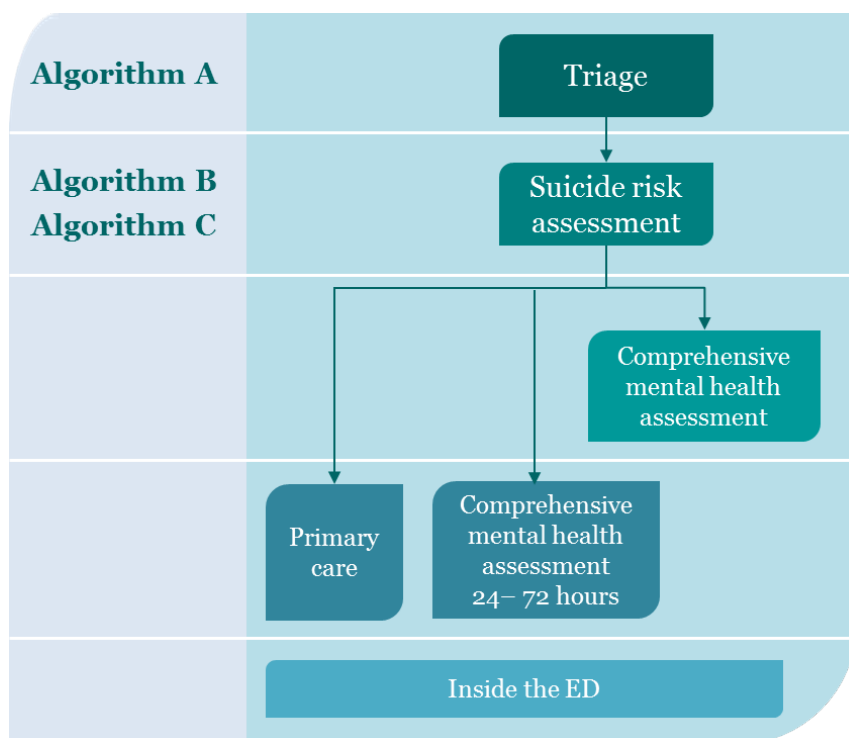 Algorithm A
Triage
Algorithm B
Algorithm C
Suicide risk
assessment
Comprehensive
mental health
assessment
Primary
care
Comprehensive
mental health
assessment
24– 72 hours
Inside the ED